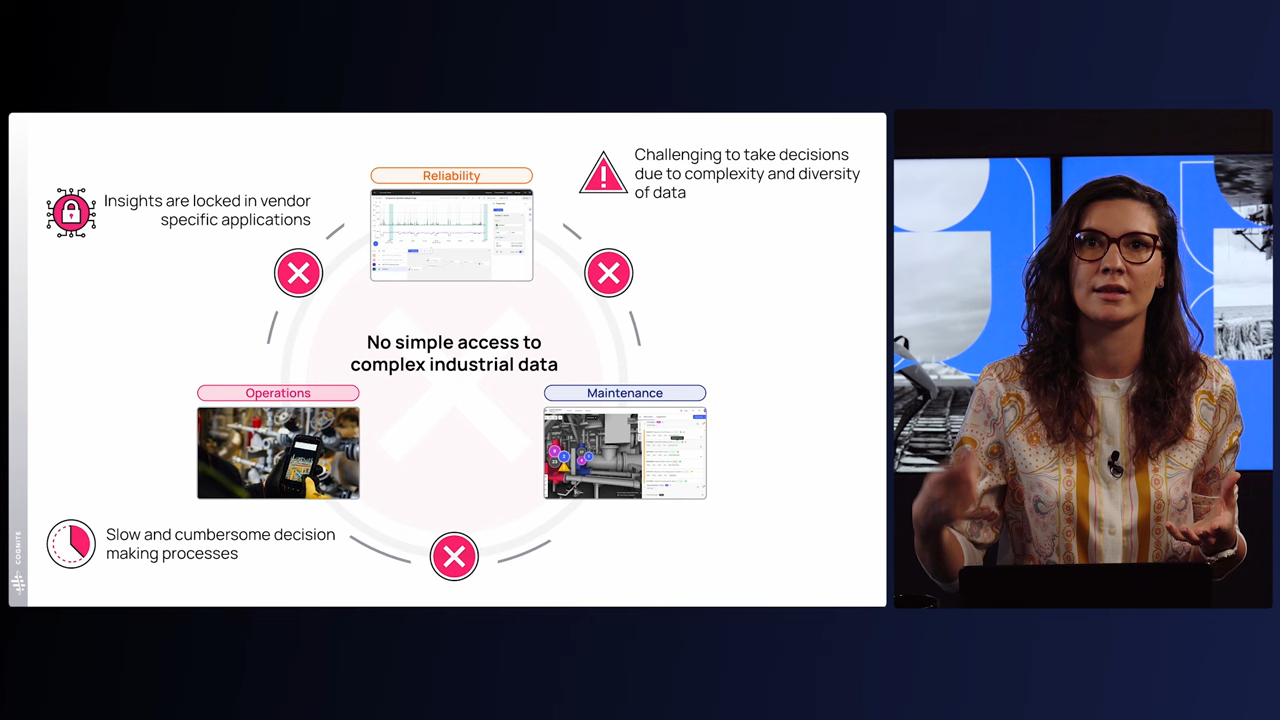 Reliability
Challenging to take decisions
due to complexity and diversity
of data
Insights are locked in vendor
specific applications
No simple access to
complex industrial data
Operations
Maintenance
Slow and cumbersome decision
making processes
COGNITE